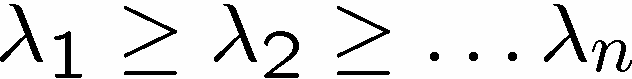 λ₁ ≥ λ₂ ≥ … λₙ